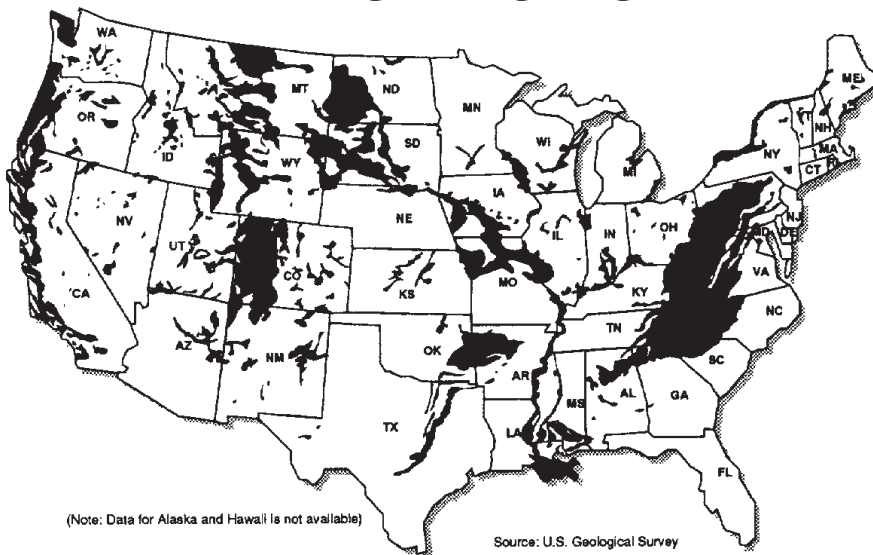 WA
MT
ND
MN
ME
OR
ID
WY
SD
WI
MI
NY
VT
NH
MA
CT
RI
NV
UT
CO
NE
IA
IL
IN
OH
NJ
MD
DE
CA
KS
MO
KY
VA
AZ
NM
OK
AR
TN
NC
SC
TX
LA
MS
AL
GA
FL
(Note: Data for Alaska and Hawaii is not available)
Source: U.S. Geological Survey